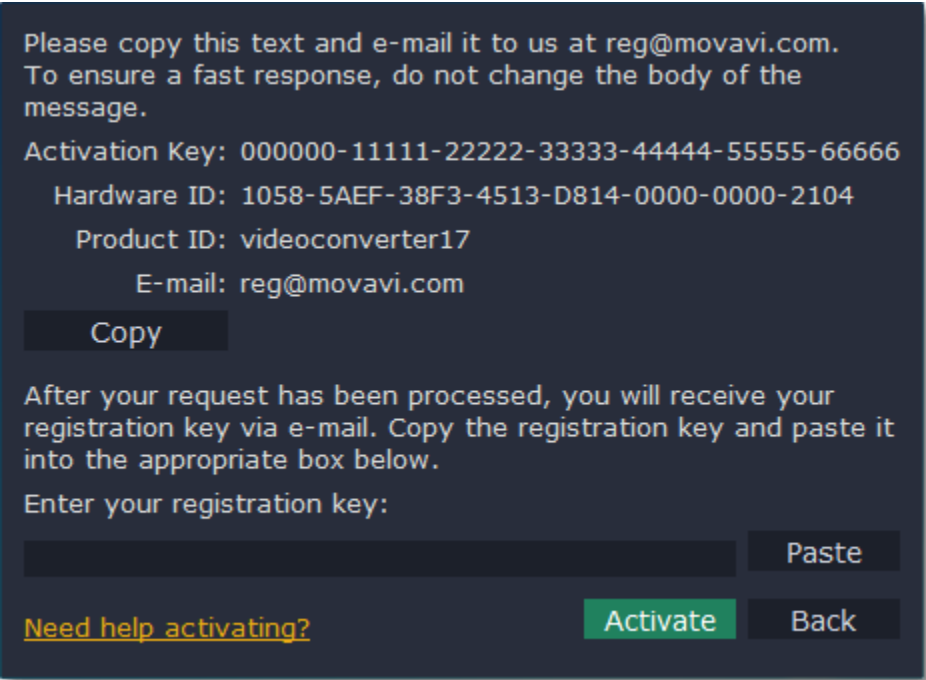 Please copy this text and e-mail it to us at reg@movavi.com.
To ensure a fast response, do not change the body of the
message.
Activation Key: 000000-11111-22222-33333-44444-55555-66666
Hardware ID: 1058-5AEF-38F3-4513-D814-0000-0000-2104
Product ID: videoconverter17
E-mail: reg@movavi.com
Copy
After your request has been processed, you will receive your
registration key via e-mail. Copy the registration key and paste it
into the appropriate box below.
Enter your registration key:
Paste
Need help activating? Activate Back